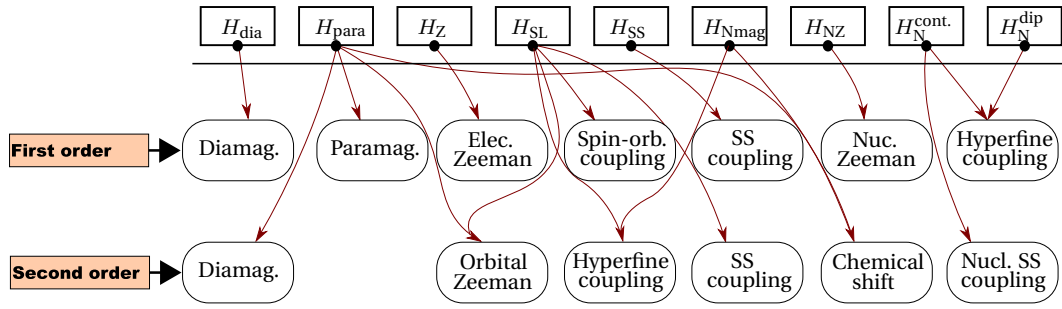 H_dia H_para H_Z H_SL H_SS H_Nmag H_NZ H_N^cont. H_N^dip
First order
Diamag.
Paramag.
Elec.
Zeeman
Spin-orb.
coupling
SS
coupling
Nuc.
Zeeman
Hyperfine
coupling
Second order
Diamag.
Orbital
Zeeman
Hyperfine
coupling
SS
coupling
Chemical
shift
Nucl. SS
coupling